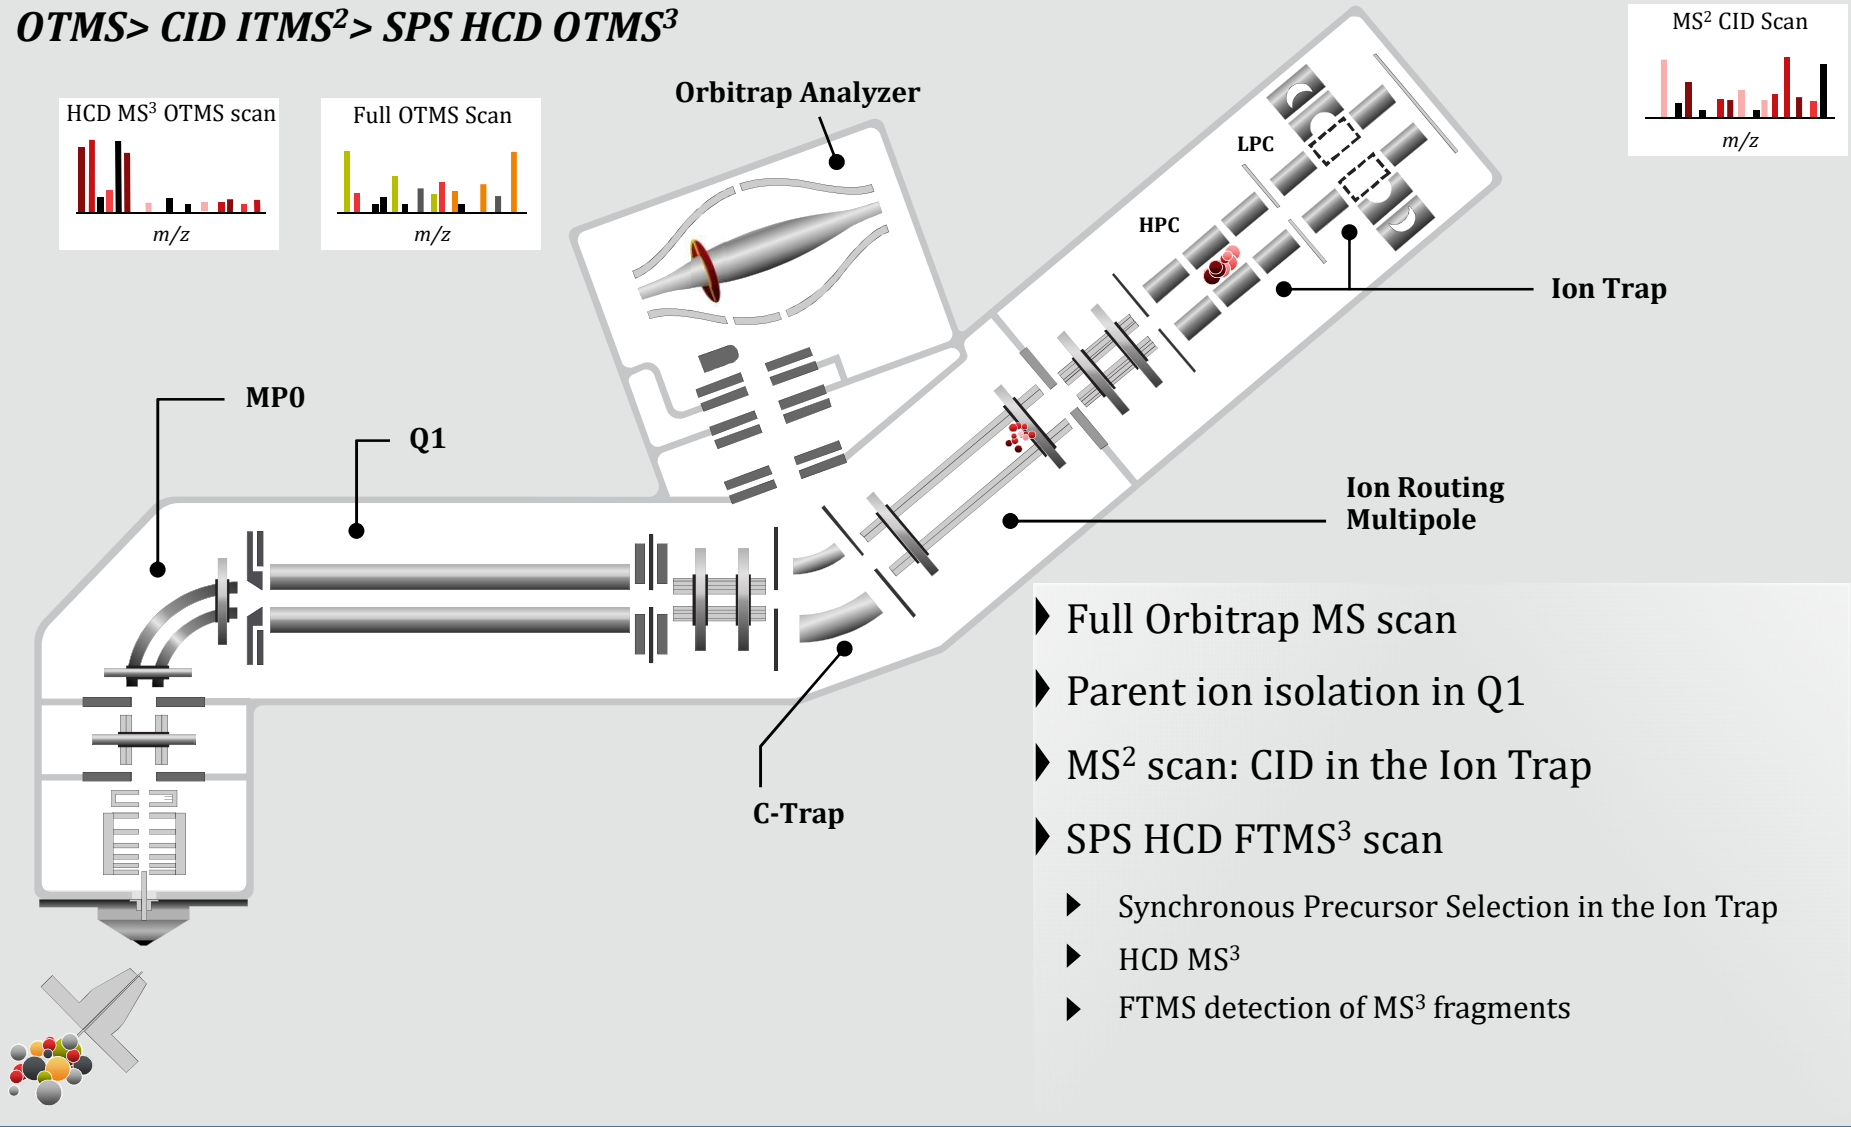 OTMS> CID ITMS²> SPS HCD OTMS³
HCD MS³ OTMS scan
m/z
Full OTMS Scan
m/z
Orbitrap Analyzer
MS² CID Scan
m/z
LPC
HPC
Ion Trap
MP0
Q1
Ion Routing
Multipole
C-Trap
Full Orbitrap MS scan
Parent ion isolation in Q1
MS² scan: CID in the Ion Trap
SPS HCD FTMS³ scan
Synchronous Precursor Selection in the Ion Trap
HCD MS³
FTMS detection of MS³ fragments